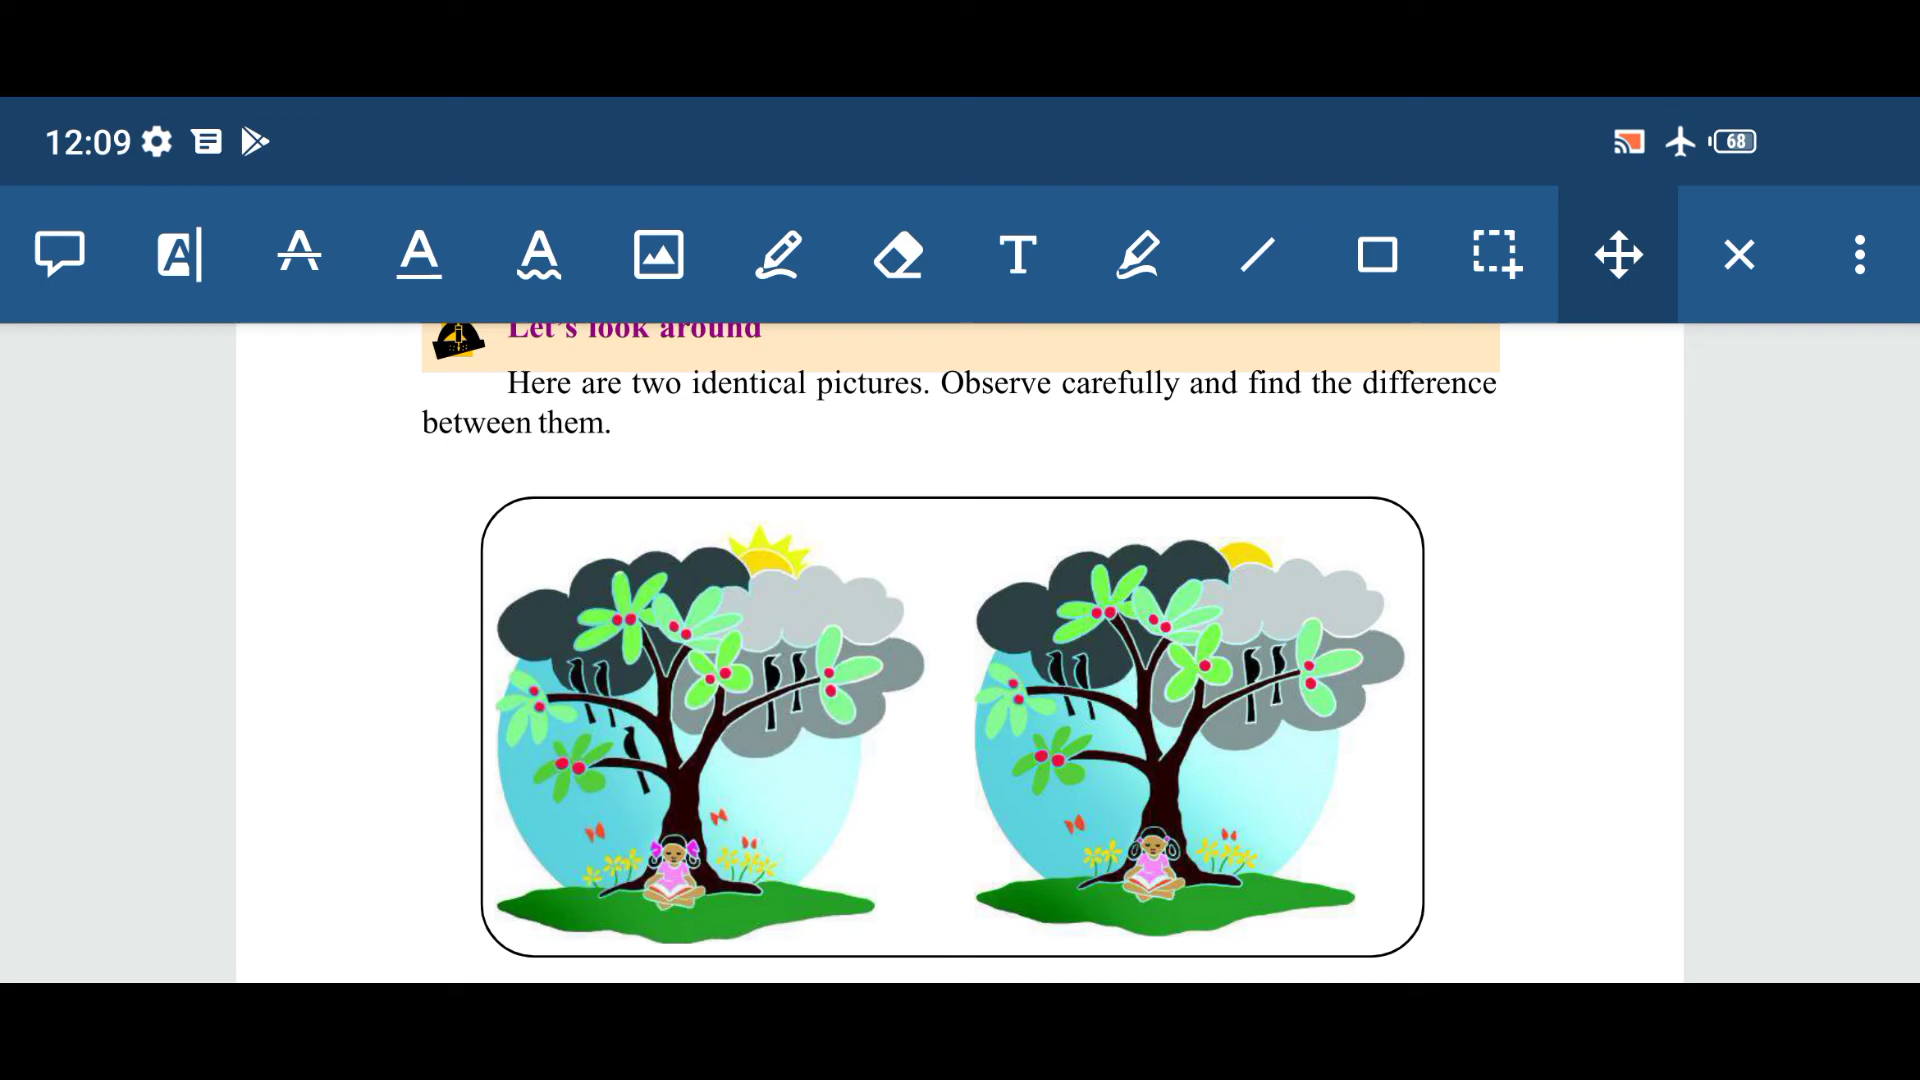 12:09
68
Let's look around
Here are two identical pictures. Observe carefully and find the difference
between them.